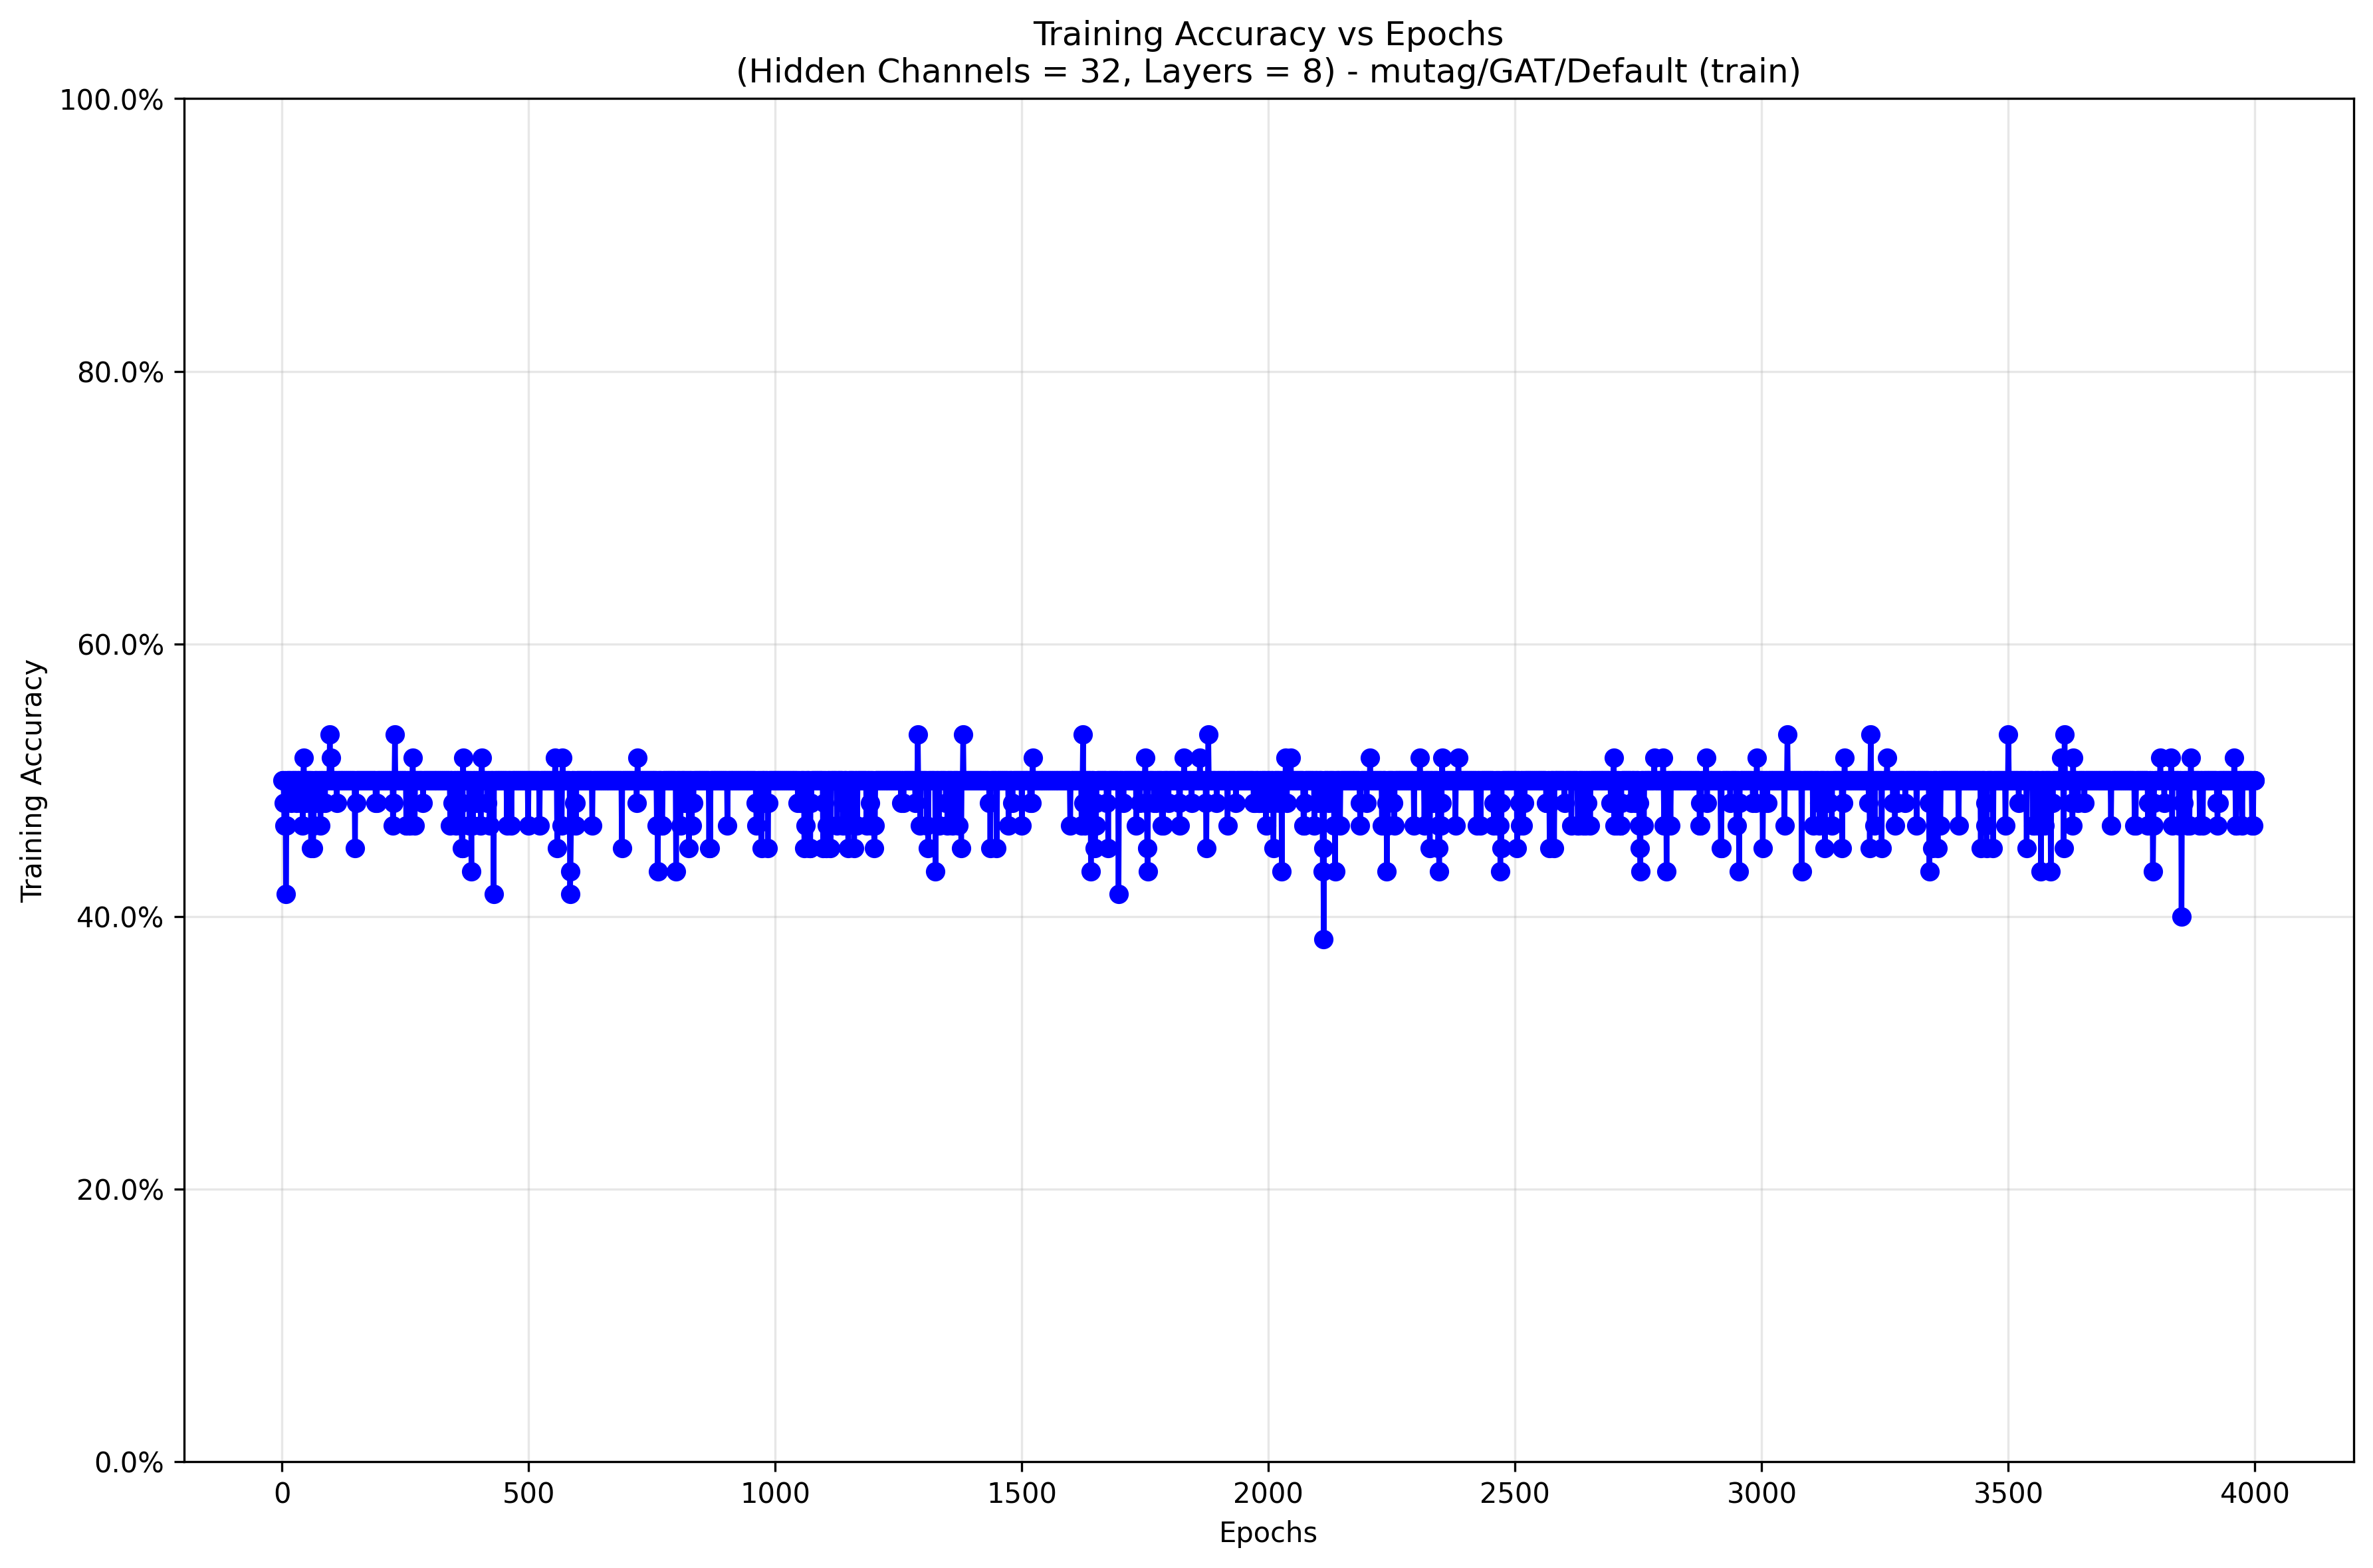 Training Accuracy vs Epochs
(Hidden Channels = 32, Layers = 8) - mutag/GAT/Default (train)
100.0%
80.0%
60.0%
40.0%
20.0%
0.0%
Training Accuracy
0 500 1000 1500 2000 2500 3000 3500 4000
Epochs